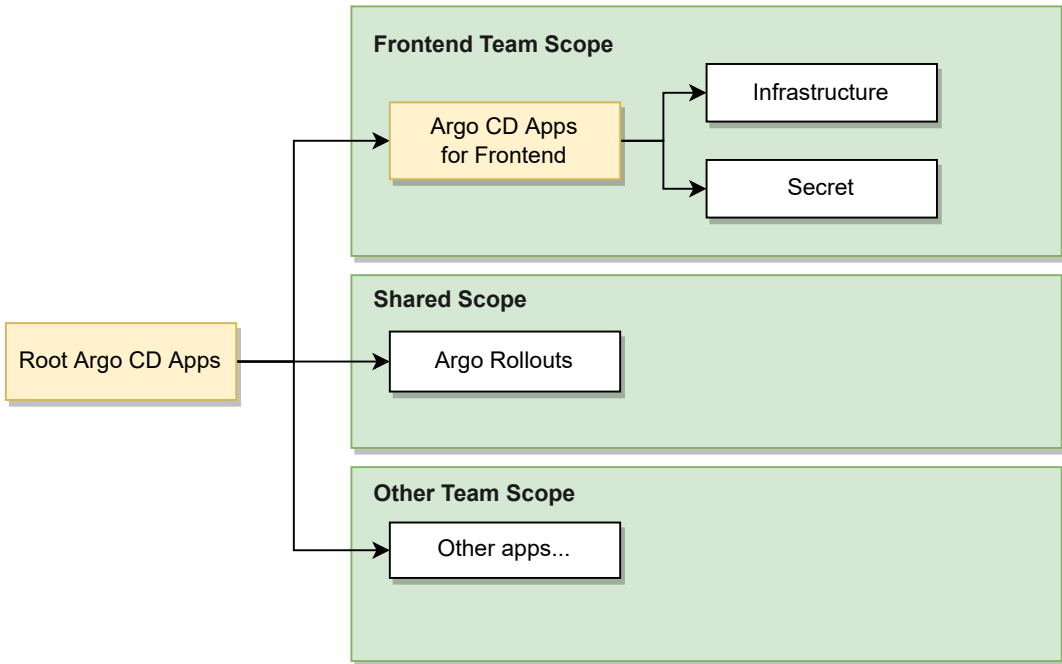 Frontend Team Scope
Argo CD Apps
for Frontend
Infrastructure
Secret
Shared Scope
Root Argo CD Apps
Argo Rollouts
Other Team Scope
Other apps...